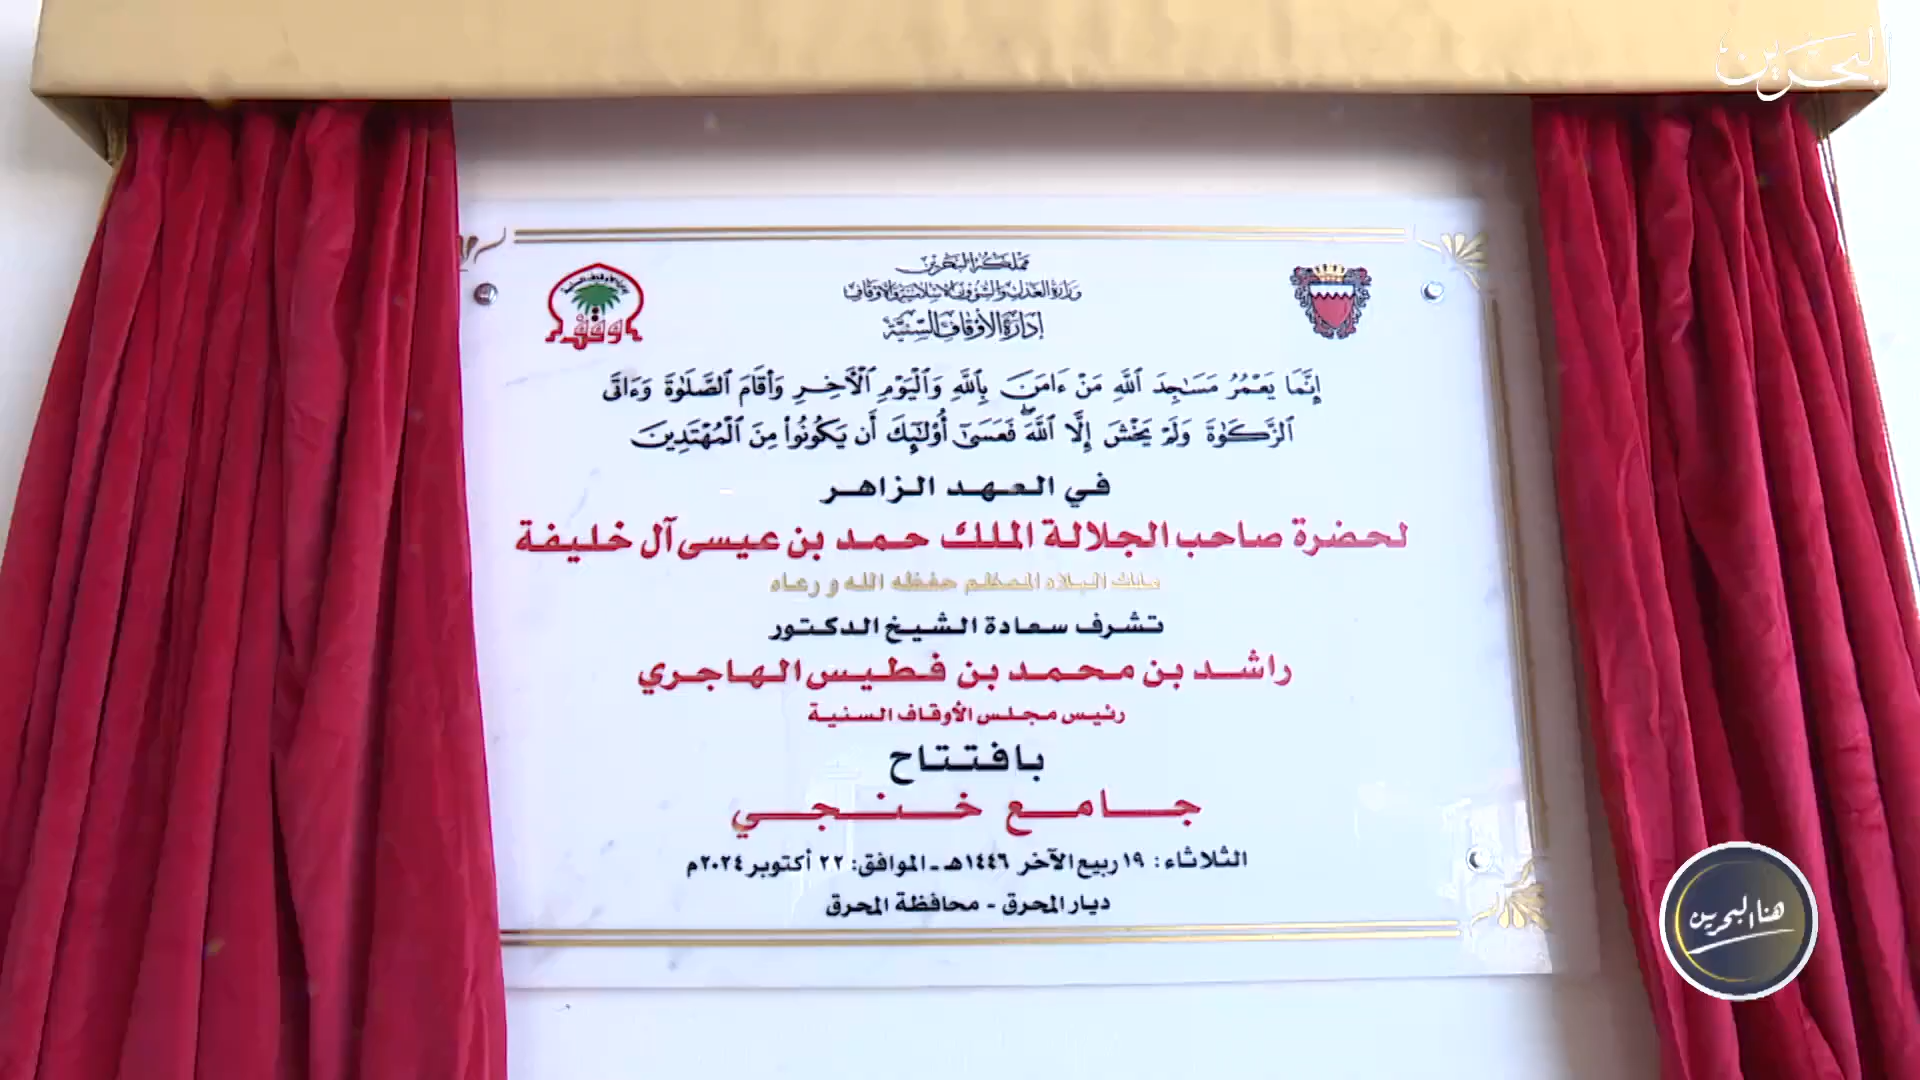 البحرين
مملكة البحرين
وزارة العدل والشؤون الإسلامية والأوقاف
إدارة الأوقاف السنية
وقف
إِنَّمَا يَعْمُرُ مَسَـٰجِدَ ٱللَّهِ مَنْ ءَامَنَ بِٱللَّهِ وَٱلْيَوْمِ ٱلْـَٔاخِرِ وَأَقَامَ ٱلصَّلَوٰةَ وَءَاتَى
ٱلزَّكَوٰةَ وَلَمْ يَخْشَ إِلَّا ٱللَّهَ ۖ فَعَسَىٰٓ أُو۟لَـٰٓئِكَ أَن يَكُونُوا۟ مِنَ ٱلْمُهْتَدِينَ
في العهد الزاهر
لحضرة صاحب الجلالة الملك حمد بن عيسى آل خليفة
ملك البلاد المعظم حفظه الله و رعاه
تشرف سعادة الشيخ الدكتور
راشد بن محمد بن فطيس الهاجري
رئيس مجلس الأوقاف السنية
بافتتاح
جامع خنجي
الثلاثاء: ١٩ ربيع الآخر ١٤٤٦هـ - الموافق: ٢٢ أكتوبر ٢٠٢٤م
ديار المحرق - محافظة المحرق
هنا البحرين